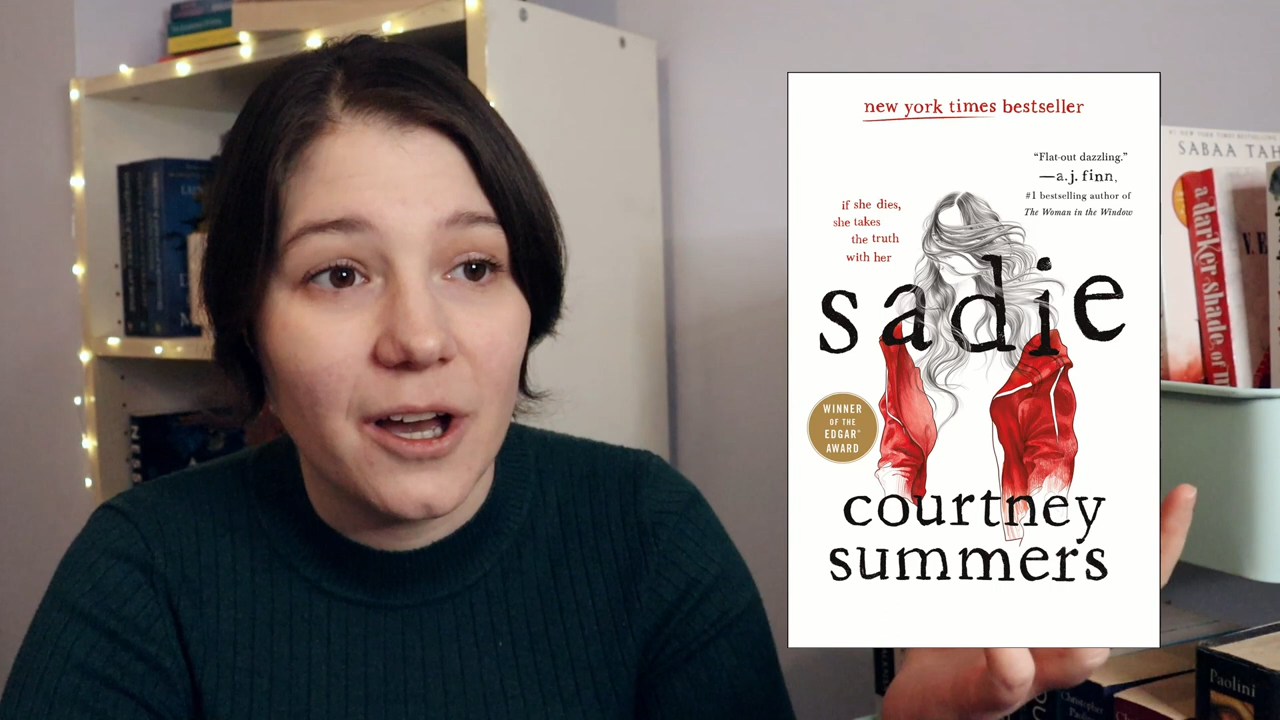 new york times bestseller
“Flat-out dazzling.”
—a.j. finn,
#1 bestselling author of
The Woman in the Window
if she dies,
she takes
the truth
with her
sadie
WINNER
OF THE
EDGAR
AWARD
courtney
summers
SABAA TAH
a darker shade of
V.E.
Paolini
Christopher